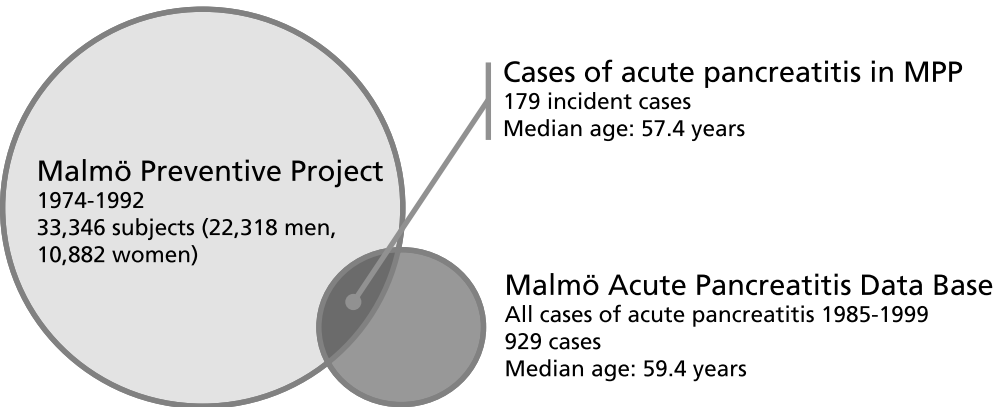 Malmö Preventive Project
1974-1992
33,346 subjects (22,318 men,
10,882 women)
Cases of acute pancreatitis in MPP
179 incident cases
Median age: 57.4 years
Malmö Acute Pancreatitis Data Base
All cases of acute pancreatitis 1985-1999
929 cases
Median age: 59.4 years